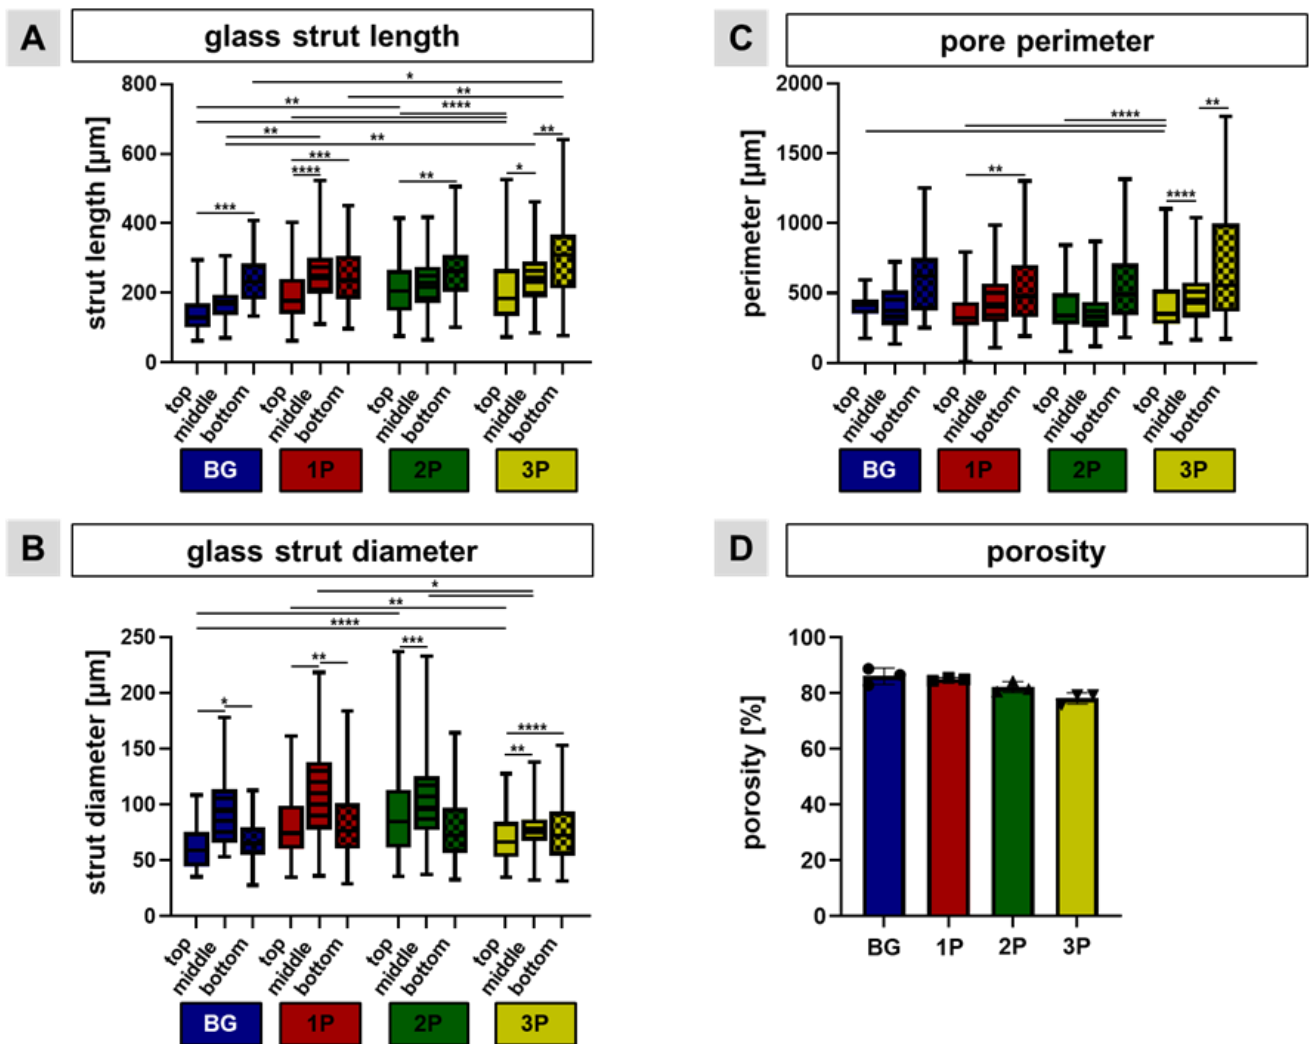 A
glass strut length
strut length [µm]
800
600
400
200
0
*
**
**
****
**
**
***
****
**
**
*
***
top
middle
bottom
top
middle
bottom
top
middle
bottom
top
middle
bottom
BG
1P
2P
3P
C
pore perimeter
perimeter [µm]
2000
1500
1000
500
0
**
****
**
****
top
middle
bottom
top
middle
bottom
top
middle
bottom
top
middle
bottom
BG
1P
2P
3P
B
glass strut diameter
strut diameter [µm]
250
200
150
100
50
0
*
**
****
***
**
*
****
**
top
middle
bottom
top
middle
bottom
top
middle
bottom
top
middle
bottom
BG
1P
2P
3P
D
porosity
porosity [%]
100
80
60
40
20
0
BG
1P
2P
3P